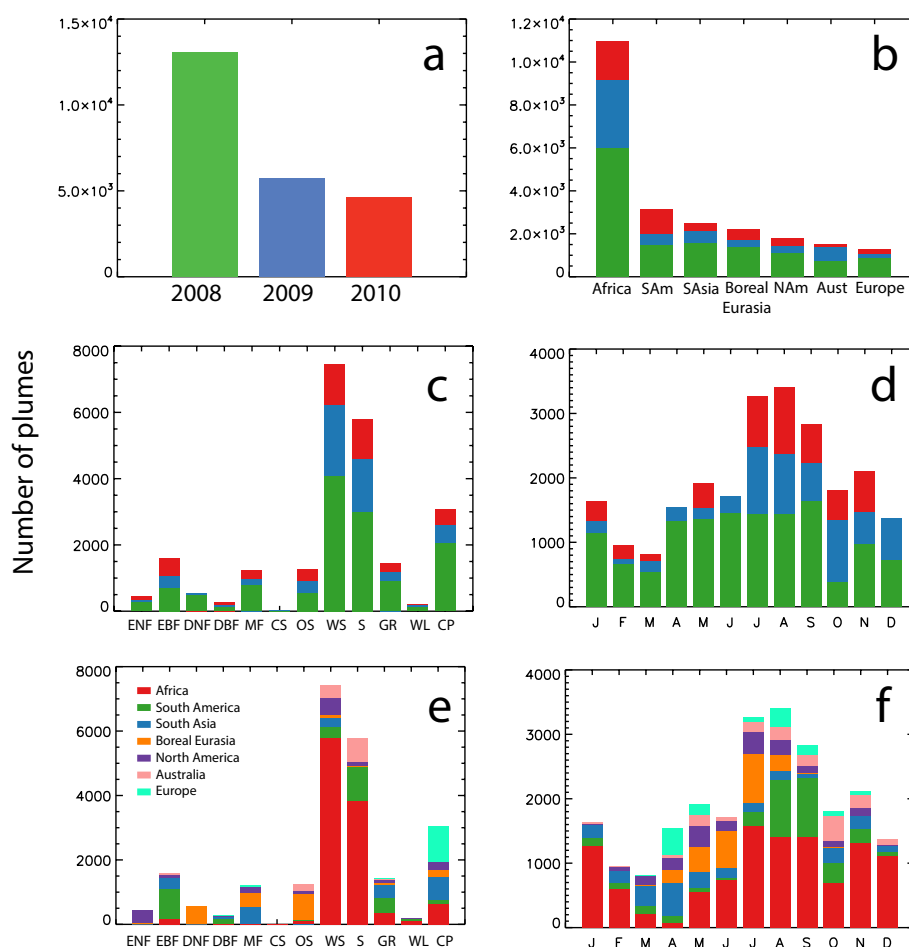 a
1.5×10⁴
1.0×10⁴
5.0×10³
0
2008 2009 2010
b
1.2×10⁴
1.0×10⁴
8.0×10³
6.0×10³
4.0×10³
2.0×10³
0
Africa SAm SAsia Boreal NAm Aust Europe
Eurasia
Number of plumes
c
8000
6000
4000
2000
0
ENF EBF DNF DBF MF CS OS WS S GR WL CP
d
4000
3000
2000
1000
0
J F M A M J J A S O N D
e
8000
6000
4000
2000
0
Africa
South America
South Asia
Boreal Eurasia
North America
Australia
Europe
ENF EBF DNF DBF MF CS OS WS S GR WL CP
f
4000
3000
2000
1000
0
J F M A M J J A S O N D